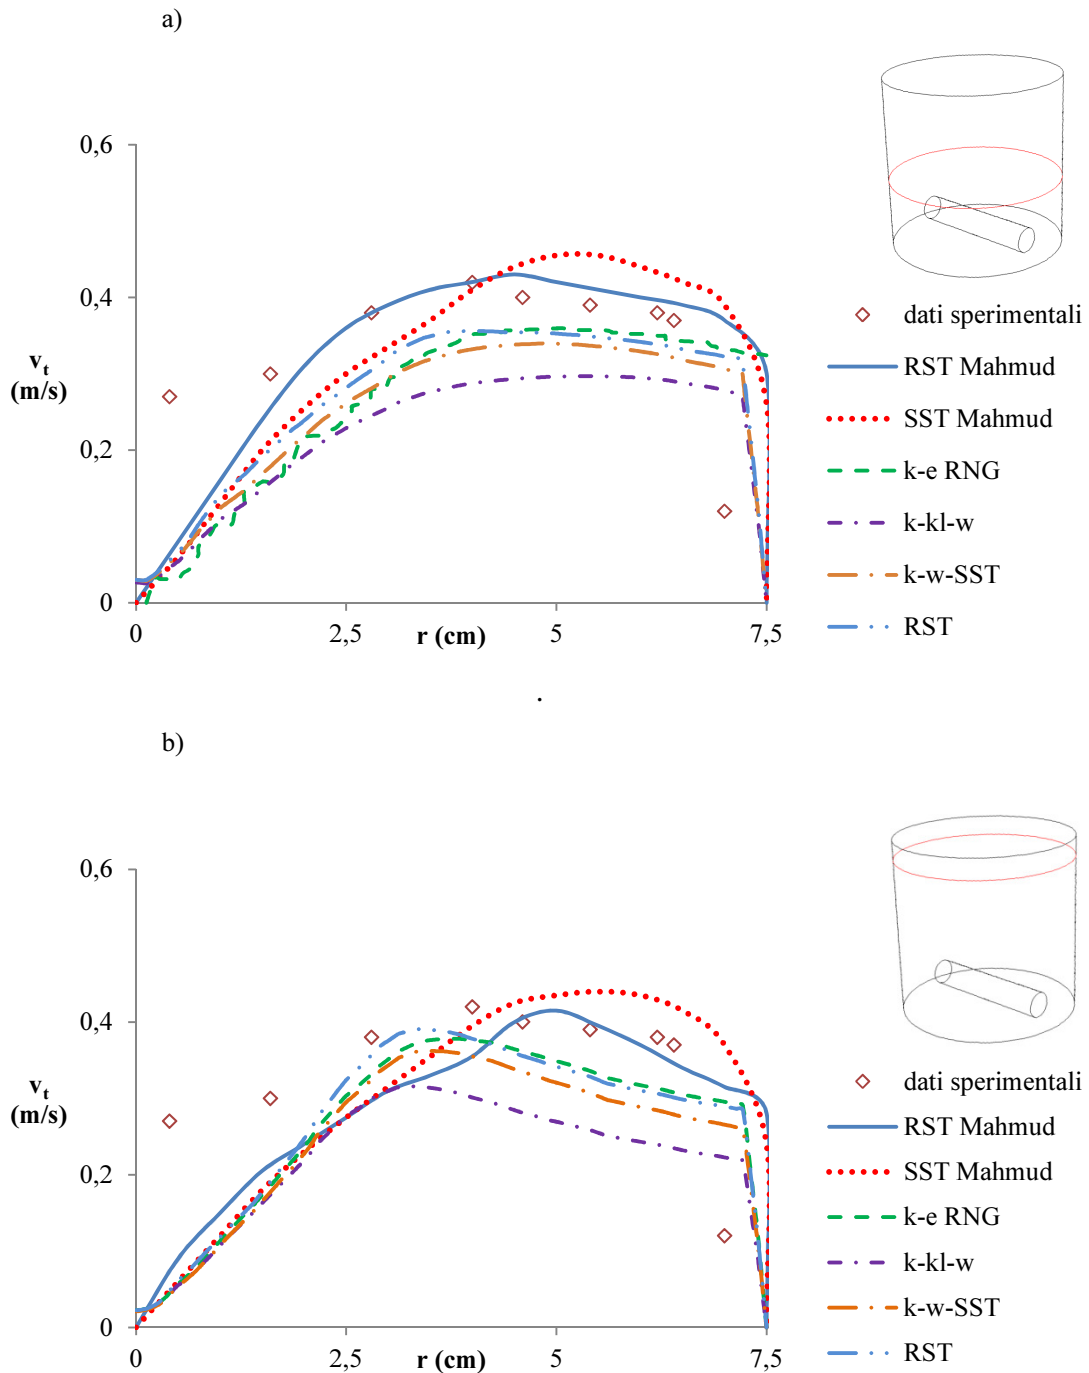 a)
0,6
0,4
0,2
0
v_t
(m/s)
0
2,5
5
7,5
r (cm)
dati sperimentali
RST Mahmud
SST Mahmud
k-e RNG
k-kl-w
k-w-SST
RST
.
b)
0,6
0,4
0,2
0
v_t
(m/s)
0
2,5
5
7,5
r (cm)
dati sperimentali
RST Mahmud
SST Mahmud
k-e RNG
k-kl-w
k-w-SST
RST